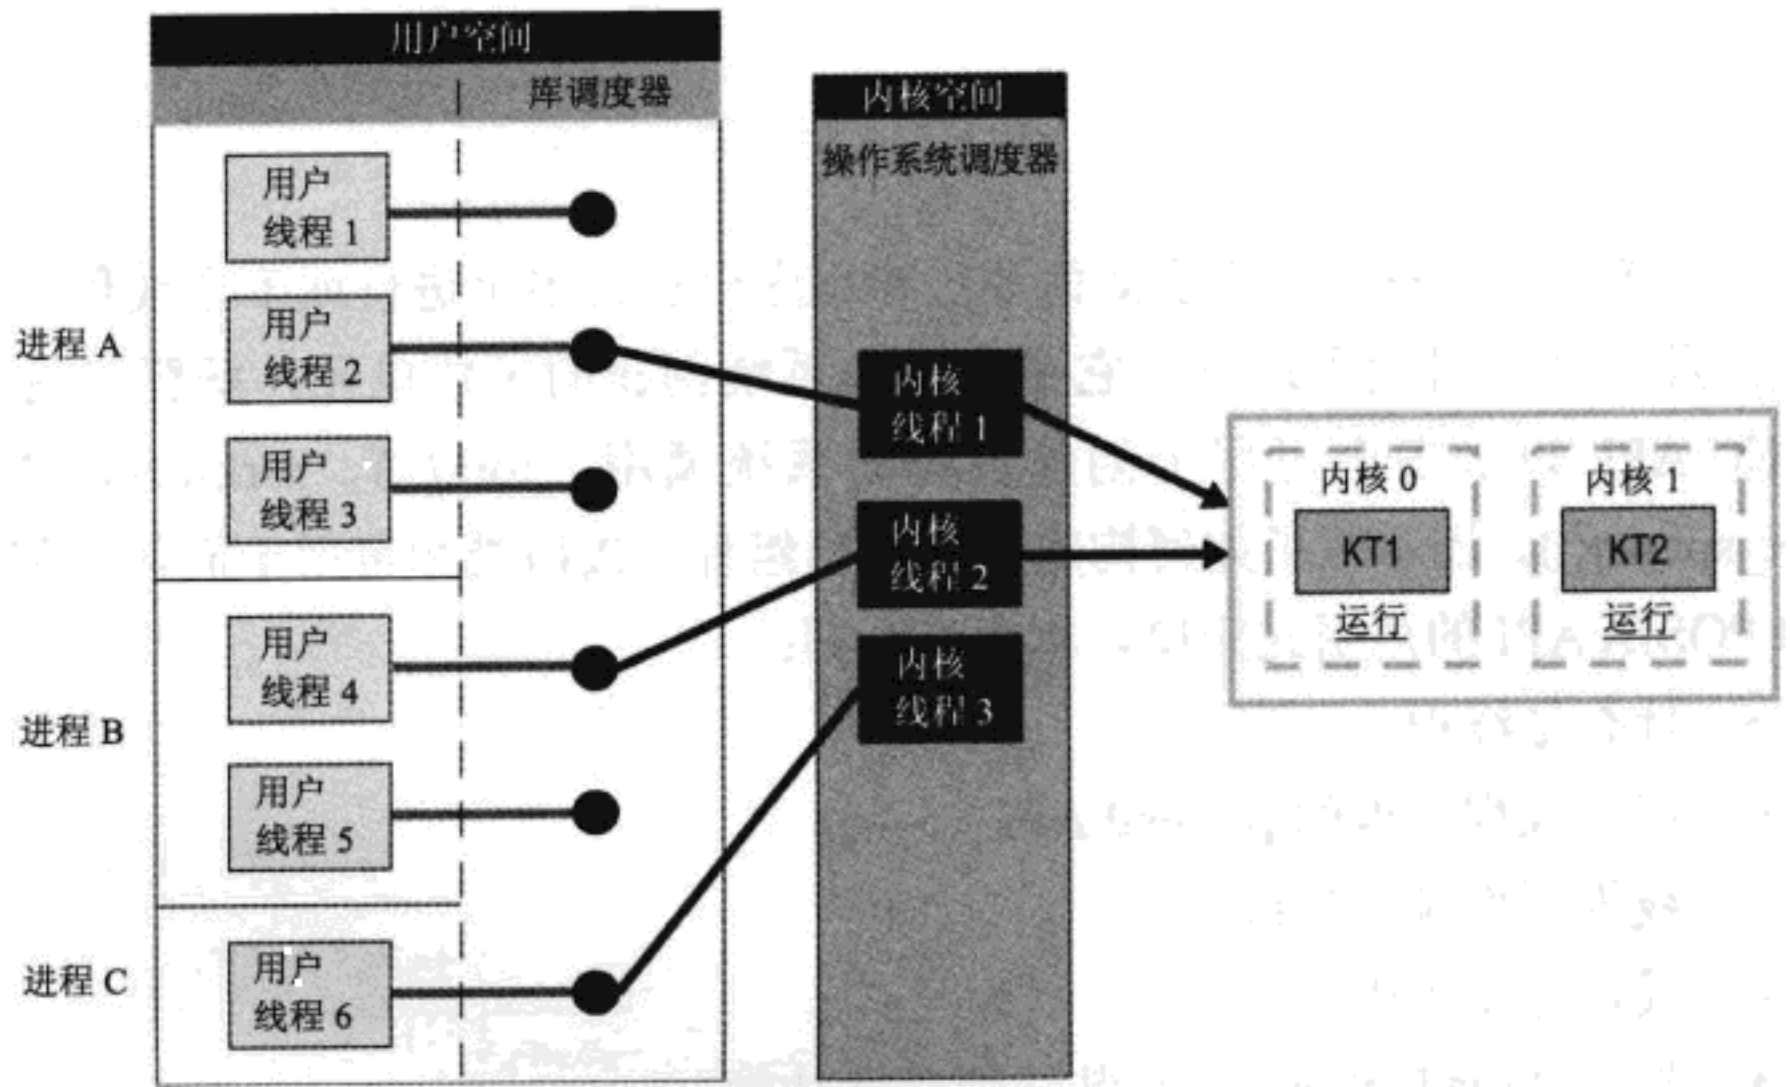 用户空间
库调度器
内核空间
操作系统调度器
用户
线程 1
用户
线程 2
用户
线程 3
进程 A
用户
线程 4
用户
线程 5
进程 B
用户
线程 6
进程 C
内核
线程 1
内核
线程 2
内核
线程 3
内核 0
KT1
运行
内核 1
KT2
运行